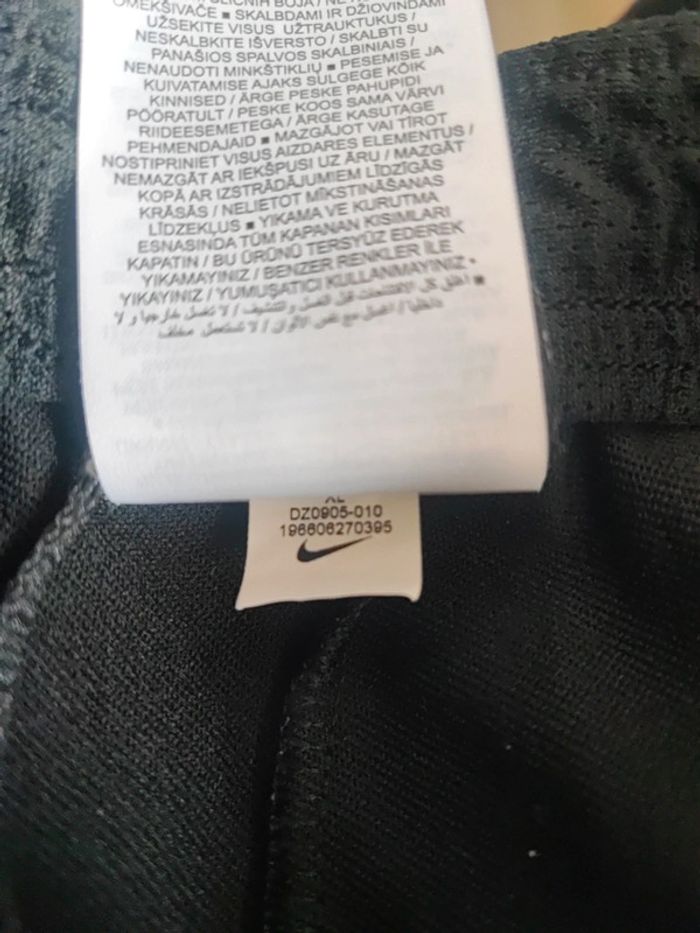 OMEKŠIVAČE ■ SKALBDAMI IR DŽIOVINDAMI
UŽSEKITE VISUS UŽTRAUKTUKUS /
NESKALBKITE IŠVERSTO / SKALBTI SU
PANAŠIOS SPALVOS SKALBINIAIS /
NENAUDOTI MINKŠTIKLIŲ ■ PESEMISE JA
KUIVATAMISE AJAKS SULGEGE KÕIK
KINNISED / ÄRGE PESKE PAHUPIDI
PÖÖRATULT / PESKE KOOS SAMA VÄRVI
RIIDEESEMETEGA / ÄRGE KASUTAGE
PEHMENDAJAID ■ MAZGĀJOT VAI TĪROT
NOSTIPRINIET VISUS AIZDARES ELEMENTUS /
NEMAZGĀT AR IEKŠPUSI UZ ĀRU / MAZGĀT
KOPĀ AR IZSTRĀDĀJUMIEM LĪDZĪGĀS
KRĀSĀS / NELIETOT MĪKSTINĀŠANAS
LĪDZEKĻUS ■ YIKAMA VE KURUTMA
ESNASINDA TÜM KAPANAN KISIMLARI
KAPATIN / BU ÜRÜNÜ TERSYÜZ EDEREK
YIKAMAYINIZ / BENZER RENKLER İLE
YIKAYINIZ / YUMUŞATICI KULLANMAYINIZ ■
XL
DZ0905-010
196606270395